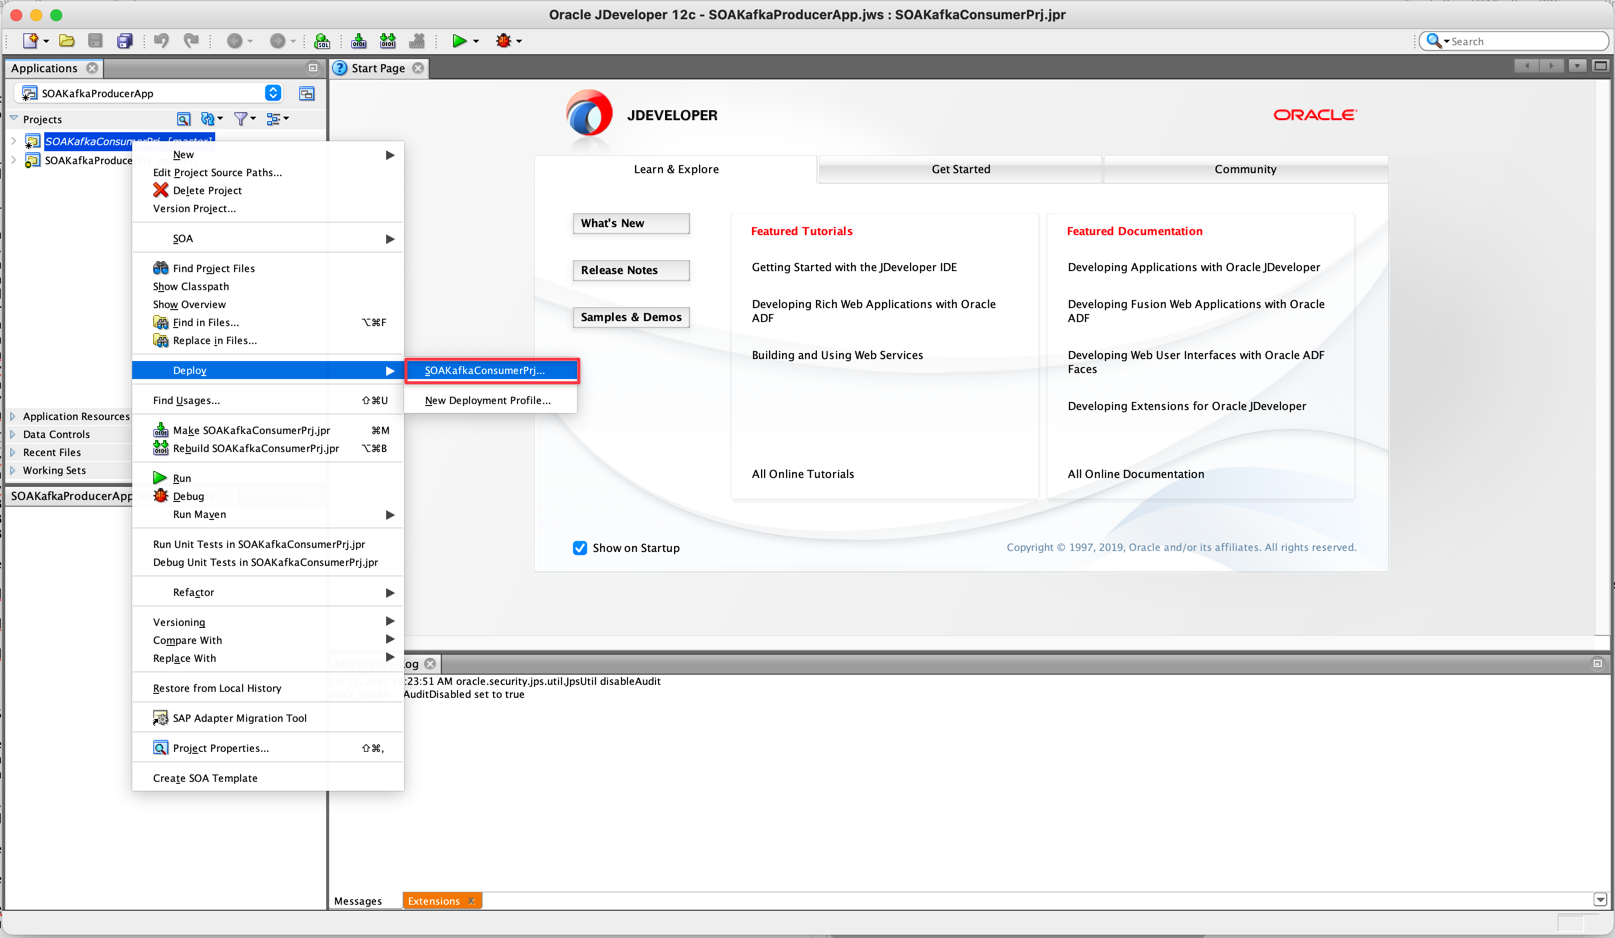 Oracle JDeveloper 12c - SOAKafkaProducerApp.jws : SOAKafkaConsumerPrj.jpr
Search
Applications
Start Page
SOAKafkaProducerApp
Projects
SOAKafkaConsumerPrj [master]
SOAKafkaProduce
New
Edit Project Source Paths...
Delete Project
Version Project...
SOA
Find Project Files
Show Classpath
Show Overview
Find in Files... ⌥⌘F
Replace in Files...
Deploy
SOAKafkaConsumerPrj...
New Deployment Profile...
Find Usages... ⇧⌘U
Make SOAKafkaConsumerPrj.jpr ⌘M
Rebuild SOAKafkaConsumerPrj.jpr ⌥⌘B
Run
Debug
Run Maven
Run Unit Tests in SOAKafkaConsumerPrj.jpr
Debug Unit Tests in SOAKafkaConsumerPrj.jpr
Refactor
Versioning
Compare With
Replace With
Restore from Local History
SAP Adapter Migration Tool
Project Properties... ⇧⌘,
Create SOA Template
Application Resources
Data Controls
Recent Files
Working Sets
SOAKafkaProducerApp
JDEVELOPER
ORACLE
Learn & Explore
Get Started
Community
What's New
Release Notes
Samples & Demos
Featured Tutorials
Getting Started with the JDeveloper IDE
Developing Rich Web Applications with Oracle
ADF
Building and Using Web Services
All Online Tutorials
Featured Documentation
Developing Applications with Oracle JDeveloper
Developing Fusion Web Applications with Oracle
ADF
Developing Web User Interfaces with Oracle ADF
Faces
Developing Extensions for Oracle JDeveloper
All Online Documentation
Show on Startup
Copyright © 1997, 2019, Oracle and/or its affiliates. All rights reserved.
og
:23:51 AM oracle.security.jps.util.JpsUtil disableAudit
AuditDisabled set to true
Messages
Extensions